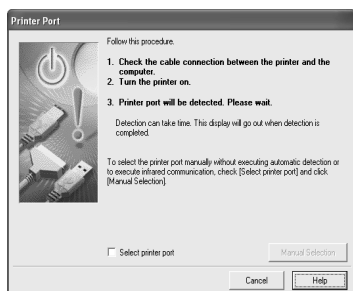 Printer Port
Follow this procedure.
1. Check the cable connection between the printer and the
computer.
2. Turn the printer on.
3. Printer port will be detected. Please wait.
Detection can take time. This display will go out when detection is
completed.
To select the printer port manually without executing automatic detection or
to execute infrared communication, check [Select printer port] and click
[Manual Selection].
Select printer port
Manual Selection
Cancel
Help